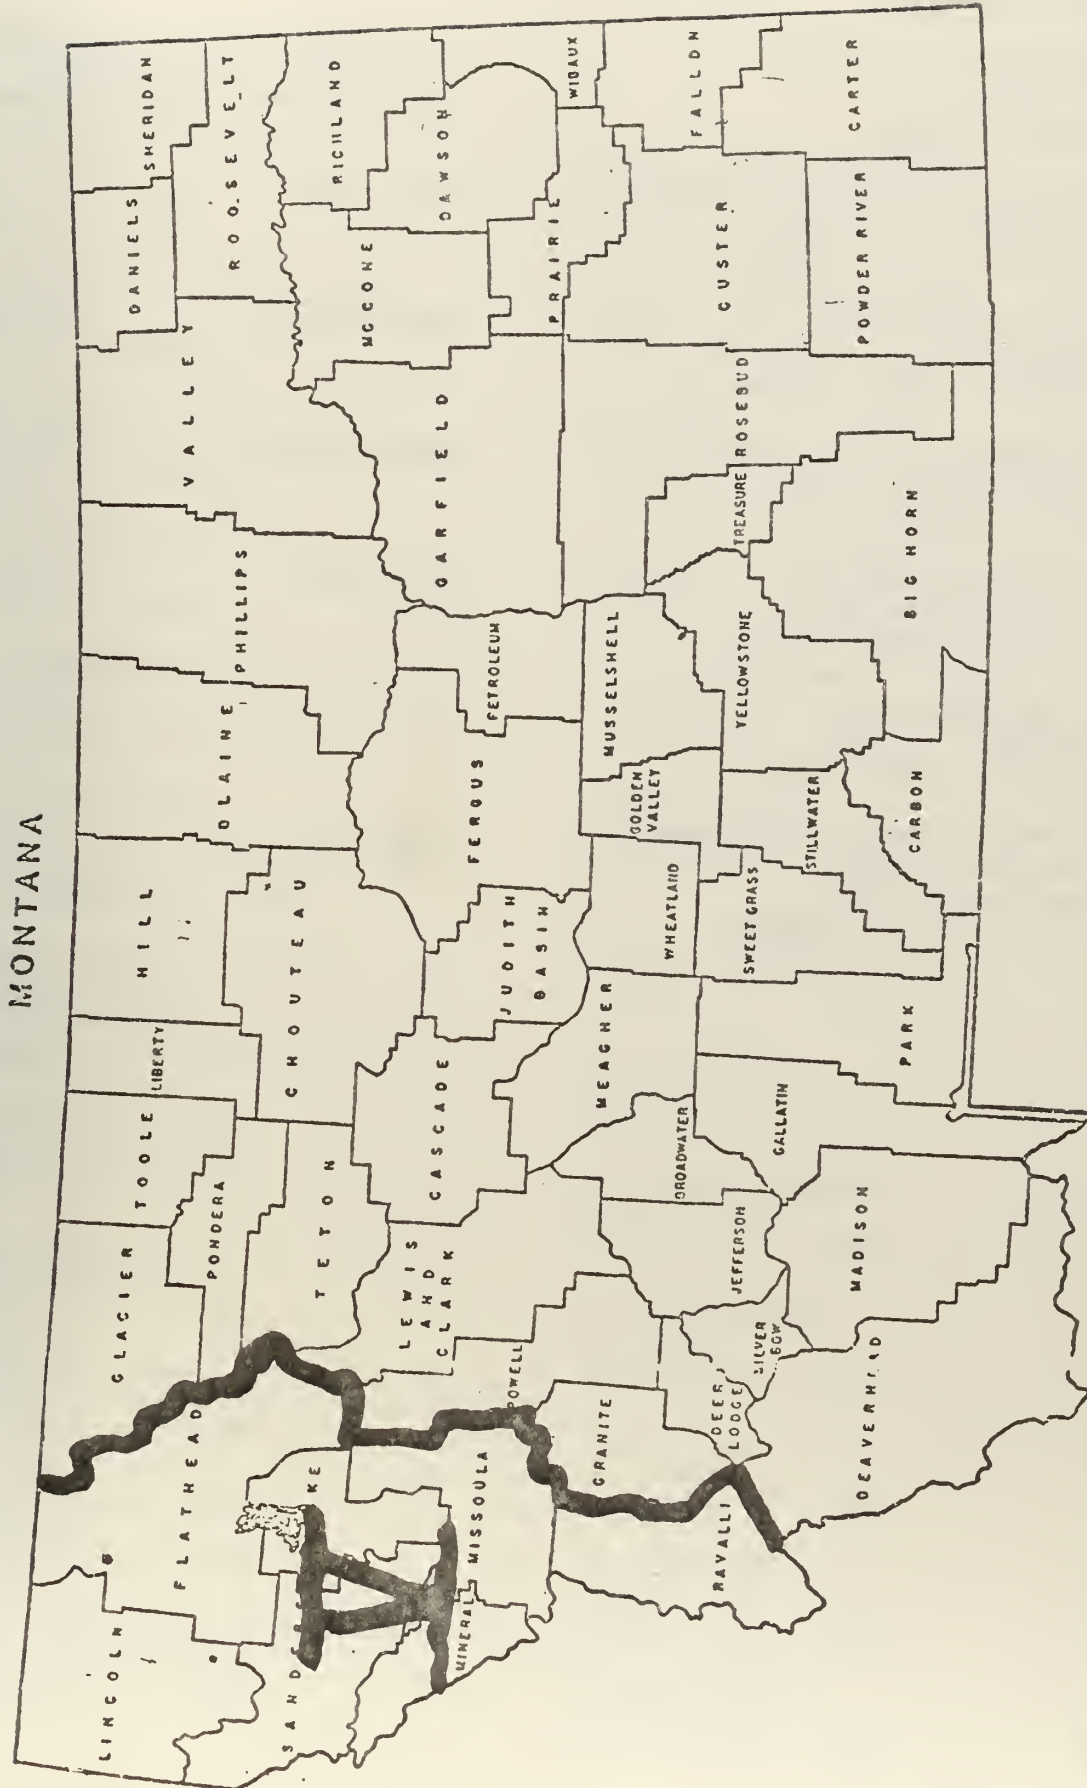 MONTANA
LINCOLN
FLATHEAD
GLACIER
TOOLE
LIBERTY
HILL
BLAINE
PHILLIPS
VALLEY
DANIELS
SHERIDAN
ROOSEVELT
PONDERA
TETON
CHOUTEAU
SANDERS
KE
IV
LEWIS
AND
CLARK
CASCADE
JUDITH
BASIN
FERGUS
PETROLEUM
GARFIELD
MCCONE
RICHLAND
DAWSON
PRAIRIE
WIBAUX
MINERAL
MISSOULA
POWELL
GRANITE
MEAGHER
BROADWATER
JEFFERSON
WHEATLAND
GOLDEN
VALLEY
MUSSELSHELL
TREASURE
ROSEBUD
CUSTER
FALLON
RAVALLI
DEER
LODGE
SILVER
BOW
GALLATIN
SWEET GRASS
STILLWATER
YELLOWSTONE
BEAVERHEAD
MADISON
PARK
CARBON
BIG HORN
POWDER RIVER
CARTER